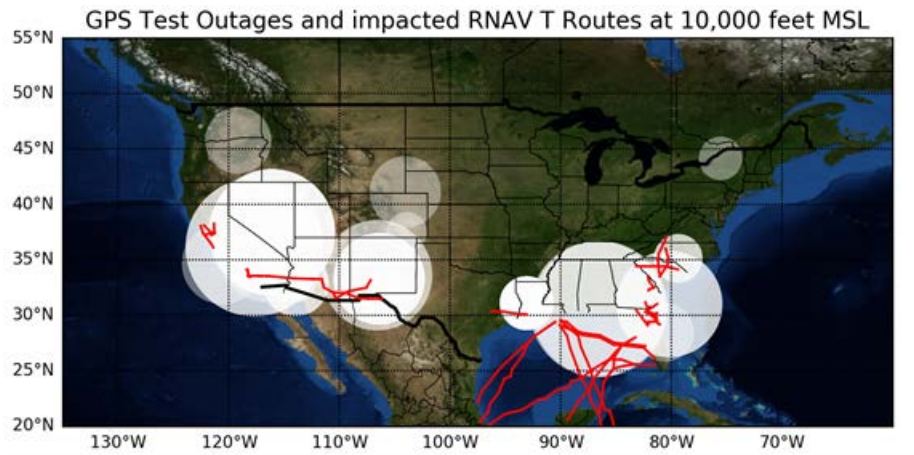 GPS Test Outages and impacted RNAV T Routes at 10,000 feet MSL
55°N
50°N
45°N
40°N
35°N
30°N
25°N
20°N
130°W 120°W 110°W 100°W 90°W 80°W 70°W